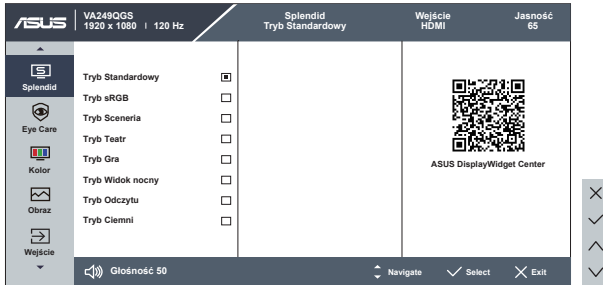 ASUS
VA249QGS
1920 x 1080 | 120 Hz
Splendid
Tryb Standardowy
Wejście
HDMI
Jasność
65
Splendid
Eye Care
Kolor
Obraz
Wejście
Tryb Standardowy
Tryb sRGB
Tryb Sceneria
Tryb Teatr
Tryb Gra
Tryb Widok nocny
Tryb Odczytu
Tryb Ciemni
ASUS DisplayWidget Center
Głośność 50
Navigate
Select
Exit